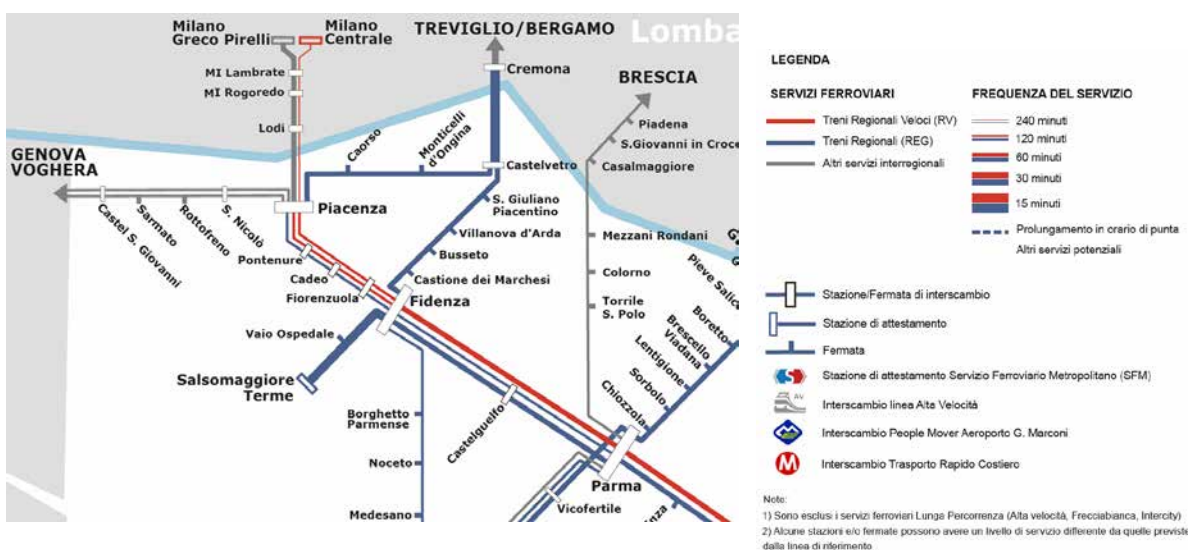 Milano
Greco Pirelli
Milano
Centrale
TREVIGLIO/BERGAMO
Lomba
Cremona
BRESCIA
MI Lambrate
MI Rogoredo
Lodi
Caorso
Monticelli
d'Ongina
Piadena
S.Giovanni in Croce
Casalmaggiore
GENOVA
VOGHERA
Castelvetro
Piacenza
S. Giuliano
Piacentino
Castel S. Giovanni
Sarmato
Rottofreno
S. Nicolò
Pontenure
Villanova d'Arda
Mezzani Rondani
Cadeo
Busseto
Fiorenzuola
Castione dei Marchesi
Colorno
Fidenza
Torrile
S. Polo
Pieve Salic
Boretto
Brescello
Viadana
Lentigione
Sorbolo
Chiozzola
Vaio Ospedale
Salsomaggiore
Terme
Borghetto
Parmense
Castelguelfo
Noceto
Parma
Medesano
Vicofertile
nza
LEGENDA
SERVIZI FERROVIARI
Treni Regionali Veloci (RV)
Treni Regionali (REG)
Altri servizi interregionali
FREQUENZA DEL SERVIZIO
240 minuti
120 minuti
60 minuti
30 minuti
15 minuti
Prolungamento in orario di punta
Altri servizi potenziali
Stazione/Fermata di interscambio
Stazione di attestamento
Fermata
S
Stazione di attestamento Servizio Ferroviario Metropolitano (SFM)
AV
Interscambio linea Alta Velocità
Interscambio People Mover Aeroporto G. Marconi
M
Interscambio Trasporto Rapido Costiero
Note:
1) Sono esclusi i servizi ferroviari Lunga Percorrenza (Alta velocità, Frecciabianca, Intercity)
2) Alcune stazioni e/o fermate possono avere un livello di servizio differente da quelle previste
dalla linea di riferimento